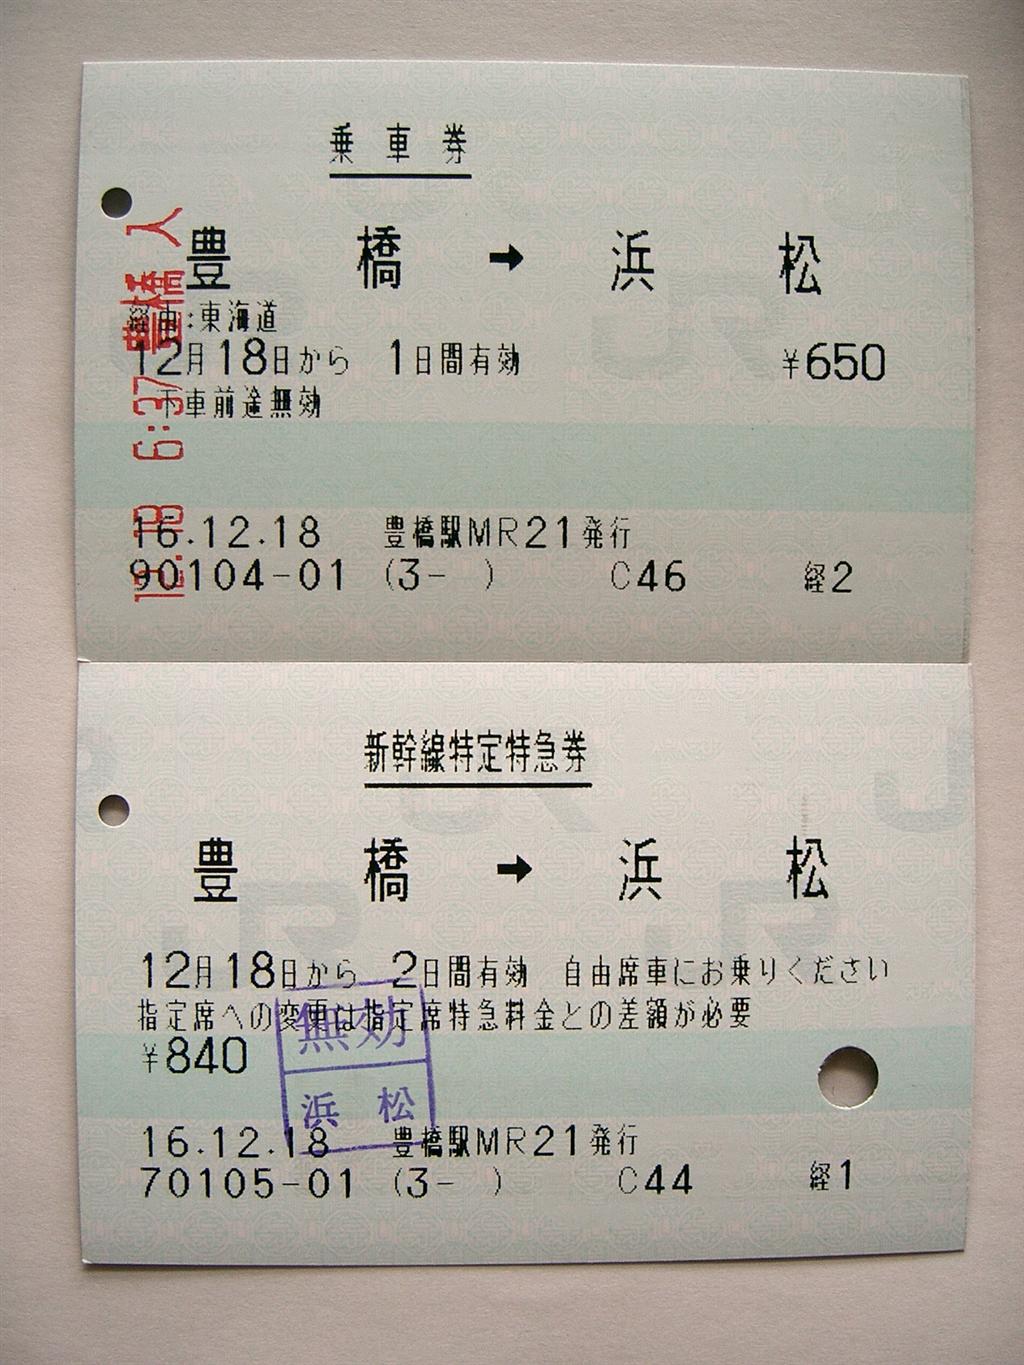 乗車券
豊橋→浜松
経由:東海道
12月18日から 1日間有効 ¥650
下車前途無効
16.12.18 豊橋駅MR21発行
90104-01 (3- ) C46 経2
12.18 6:37 豊橋 入
新幹線特定特急券
豊橋→浜松
12月18日から 2日間有効 自由席車にお乗りください
指定席への変更は指定席特急料金との差額が必要
¥840
無効
浜松
16.12.18 豊橋駅MR21発行
70105-01 (3- ) C44 経1